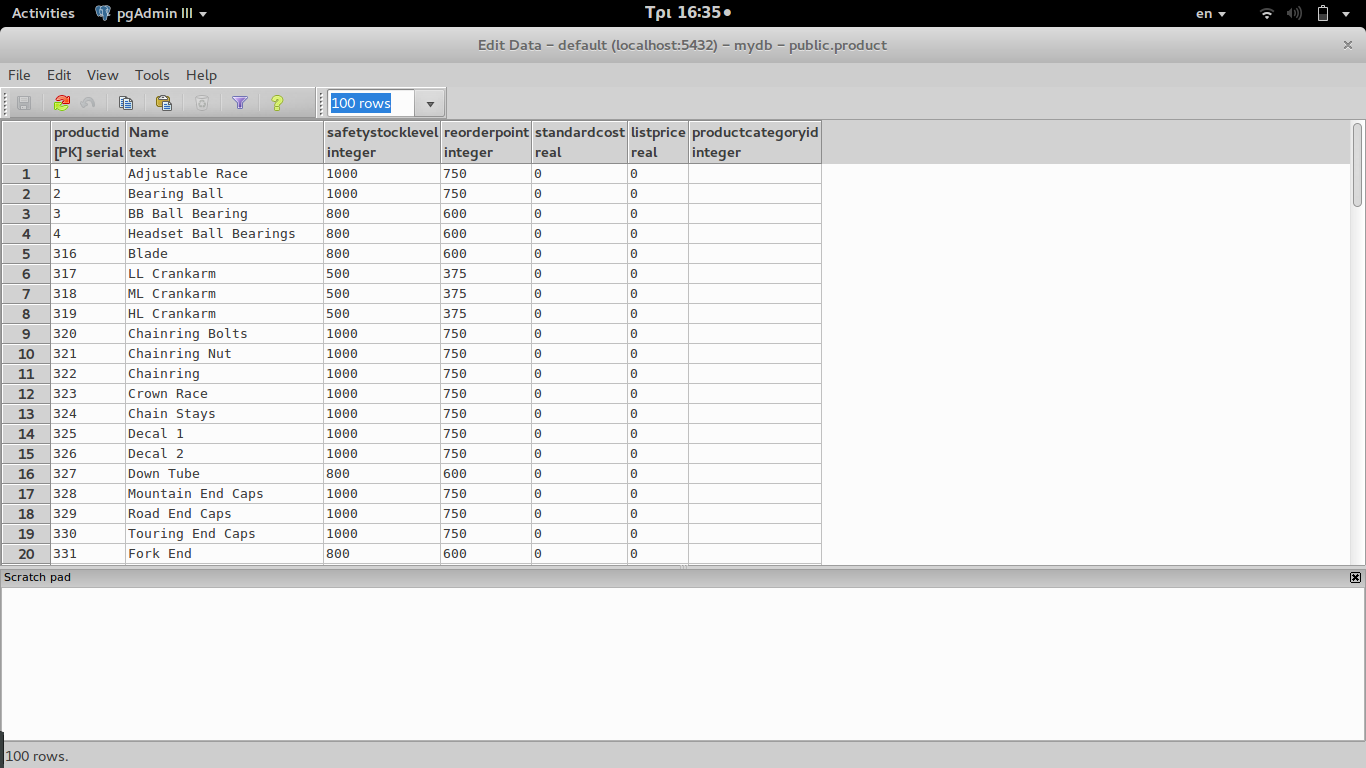 Activities pgAdmin III Τρι 16:35 en
Edit Data – default (localhost:5432) – mydb – public.product
File Edit View Tools Help
100 rows
productid Name safetystocklevel reorderpoint standardcost listprice productcategoryid
[PK] serial text integer integer real real integer
1 1 Adjustable Race 1000 750 0 0
2 2 Bearing Ball 1000 750 0 0
3 3 BB Ball Bearing 800 600 0 0
4 4 Headset Ball Bearings 800 600 0 0
5 316 Blade 800 600 0 0
6 317 LL Crankarm 500 375 0 0
7 318 ML Crankarm 500 375 0 0
8 319 HL Crankarm 500 375 0 0
9 320 Chainring Bolts 1000 750 0 0
10 321 Chainring Nut 1000 750 0 0
11 322 Chainring 1000 750 0 0
12 323 Crown Race 1000 750 0 0
13 324 Chain Stays 1000 750 0 0
14 325 Decal 1 1000 750 0 0
15 326 Decal 2 1000 750 0 0
16 327 Down Tube 800 600 0 0
17 328 Mountain End Caps 1000 750 0 0
18 329 Road End Caps 1000 750 0 0
19 330 Touring End Caps 1000 750 0 0
20 331 Fork End 800 600 0 0
Scratch pad
100 rows.